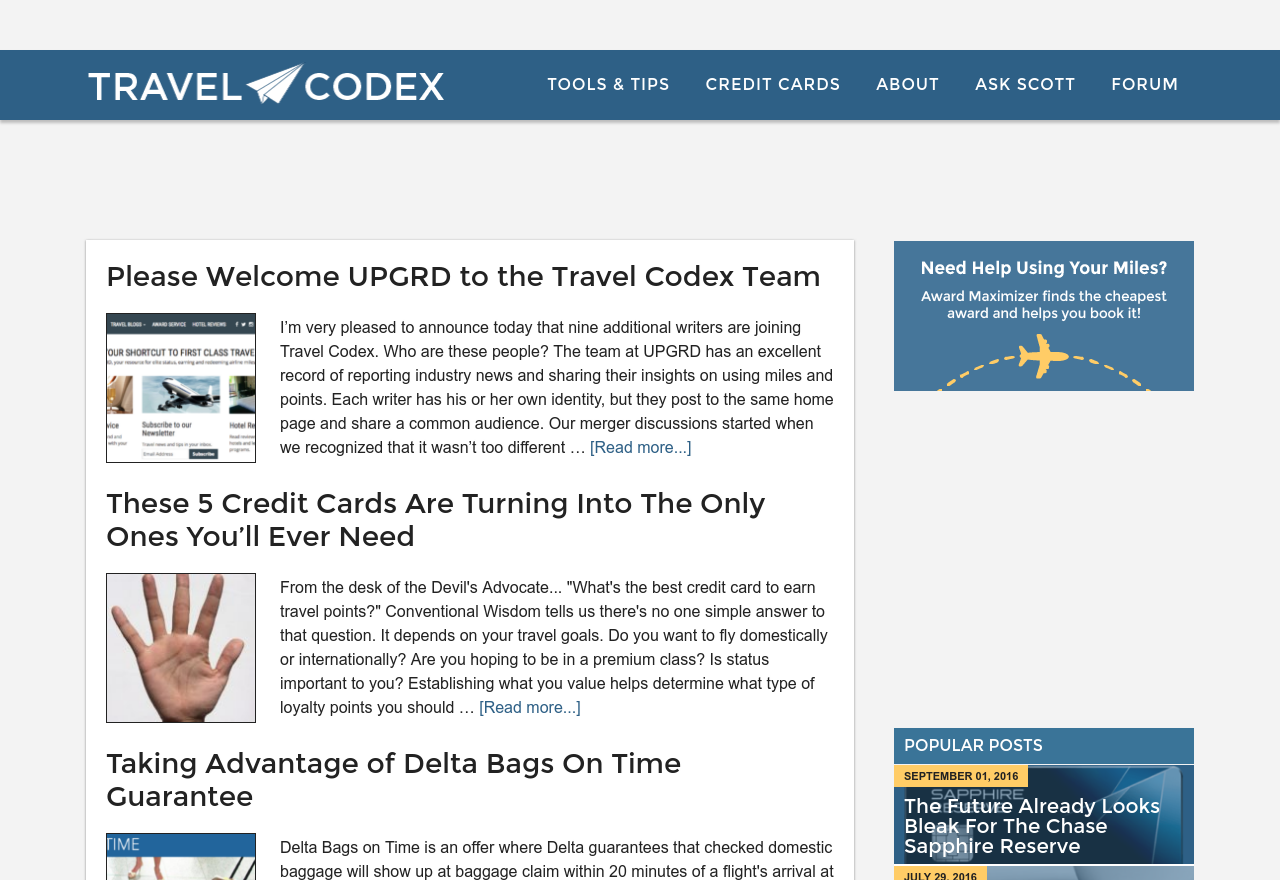 TRAVEL CODEX
TOOLS & TIPS
CREDIT CARDS
ABOUT
ASK SCOTT
FORUM
Please Welcome UPGRD to the Travel Codex Team
TRAVEL BLOGS
AWARD SERVICE
HOTEL REVIEWS
YOUR SHORTCUT TO FIRST CLASS TRAVE
Subscribe to our
Newsletter
Travel news and tips in your inbox.
Email Address
Subscribe
Hotel Re
I’m very pleased to announce today that nine additional writers are joining
Travel Codex. Who are these people? The team at UPGRD has an excellent
record of reporting industry news and sharing their insights on using miles and
points. Each writer has his or her own identity, but they post to the same home
page and share a common audience. Our merger discussions started when
we recognized that it wasn’t too different … [Read more...]
These 5 Credit Cards Are Turning Into The Only
Ones You’ll Ever Need
From the desk of the Devil's Advocate... "What's the best credit card to earn
travel points?" Conventional Wisdom tells us there's no one simple answer to
that question. It depends on your travel goals. Do you want to fly domestically
or internationally? Are you hoping to be in a premium class? Is status
important to you? Establishing what you value helps determine what type of
loyalty points you should … [Read more...]
Taking Advantage of Delta Bags On Time
Guarantee
TIME
Delta Bags on Time is an offer where Delta guarantees that checked domestic
baggage will show up at baggage claim within 20 minutes of a flight's arrival at
Need Help Using Your Miles?
Award Maximizer finds the cheapest
award and helps you book it!
POPULAR POSTS
SEPTEMBER 01, 2016
SAPPHIRE
The Future Already Looks
Bleak For The Chase
Sapphire Reserve
JULY 29, 2016